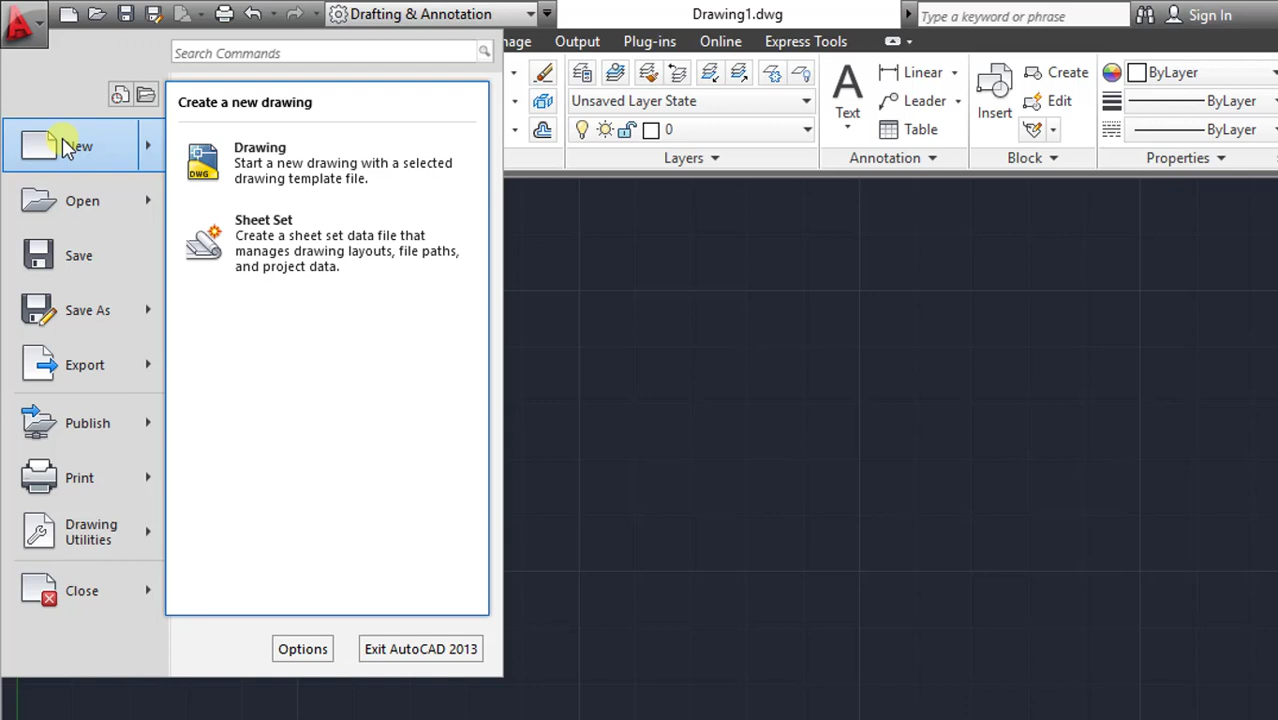 Drafting & Annotation
Drawing1.dwg
Type a keyword or phrase
Sign In
Search Commands
Output
Plug-ins
Online
Express Tools
Create a new drawing
New
Drawing
Start a new drawing with a selected
drawing template file.
DWG
Sheet Set
Create a sheet set data file that
manages drawing layouts, file paths,
and project data.
Open
Save
Save As
Export
Publish
Print
Drawing
Utilities
Close
Options
Exit AutoCAD 2013
Unsaved Layer State
0
Layers
A
Text
Linear
Leader
Table
Annotation
Insert
Create
Edit
Block
ByLayer
ByLayer
ByLayer
Properties